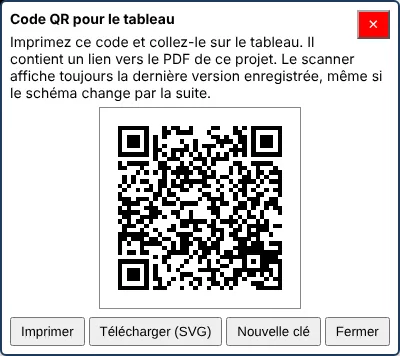 Code QR pour le tableau
×
Imprimez ce code et collez-le sur le tableau. Il
contient un lien vers le PDF de ce projet. Le scanner
affiche toujours la dernière version enregistrée, même si
le schéma change par la suite.
Imprimer
Télécharger (SVG)
Nouvelle clé
Fermer